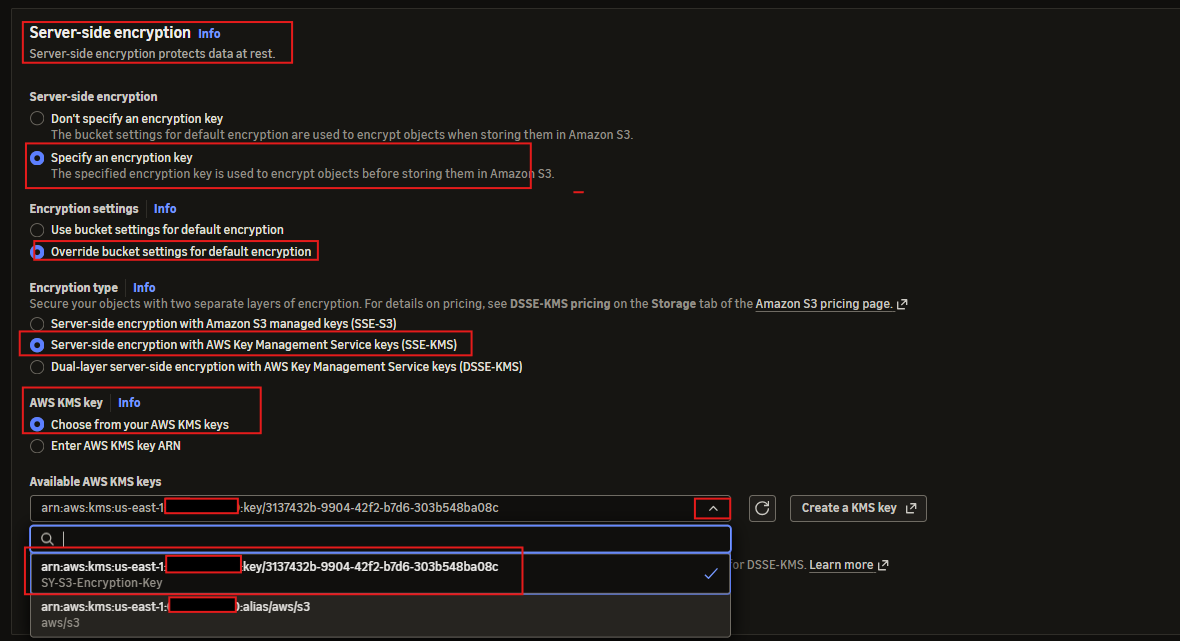 Server-side encryption Info
Server-side encryption protects data at rest.
Server-side encryption
Don't specify an encryption key
The bucket settings for default encryption are used to encrypt objects when storing them in Amazon S3.
Specify an encryption key
The specified encryption key is used to encrypt objects before storing them in Amazon S3.
Encryption settings Info
Use bucket settings for default encryption
Override bucket settings for default encryption
Encryption type Info
Secure your objects with two separate layers of encryption. For details on pricing, see DSSE-KMS pricing on the Storage tab of the Amazon S3 pricing page.
Server-side encryption with Amazon S3 managed keys (SSE-S3)
Server-side encryption with AWS Key Management Service keys (SSE-KMS)
Dual-layer server-side encryption with AWS Key Management Service keys (DSSE-KMS)
AWS KMS key Info
Choose from your AWS KMS keys
Enter AWS KMS key ARN
Available AWS KMS keys
arn:aws:kms:us-east-1 :key/3137432b-9904-42f2-b7d6-303b548ba08c
Create a KMS key
arn:aws:kms:us-east-1: :key/3137432b-9904-42f2-b7d6-303b548ba08c
SY-S3-Encryption-Key
for DSSE-KMS. Learn more
arn:aws:kms:us-east-1: :alias/aws/s3
aws/s3